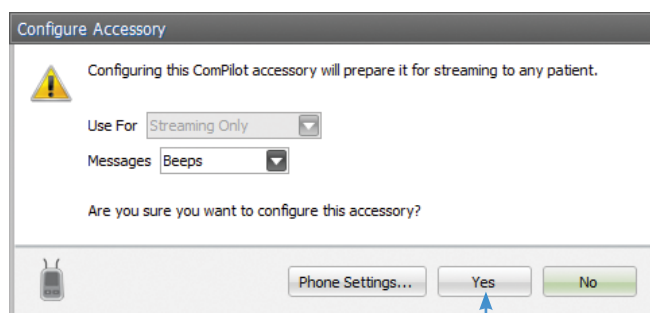 Configure Accessory
Configuring this ComPilot accessory will prepare it for streaming to any patient.
Use For Streaming Only
Messages Beeps
Are you sure you want to configure this accessory?
Phone Settings... Yes No